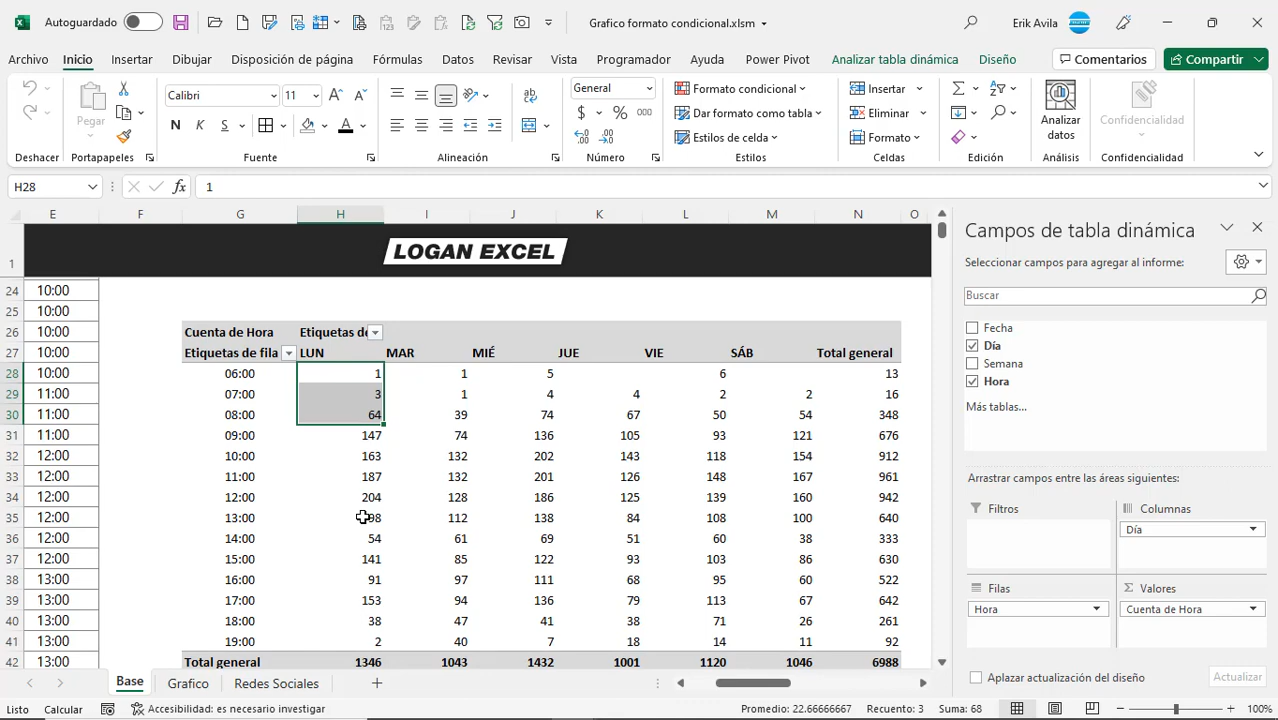 Autoguardado
Grafico formato condicional.xlsm
Erik Avila
Archivo Inicio Insertar Dibujar Disposición de página Fórmulas Datos Revisar Vista Programador Ayuda Power Pivot Analizar tabla dinámica Diseño Comentarios Compartir
Pegar
Calibri 11
N K S
General
$ % 000
Formato condicional
Dar formato como tabla
Estilos de celda
Insertar
Eliminar
Formato
Analizar datos
Confidencialidad
Deshacer Portapapeles Fuente Alineación Número Estilos Celdas Edición Análisis Confidencialidad
H28 fx 1
E F G H I J K L M N O
1 LOGAN EXCEL
24 10:00
25 10:00
26 10:00 Cuenta de Hora Etiquetas de
27 10:00 Etiquetas de fila LUN MAR MIÉ JUE VIE SÁB Total general
28 10:00 06:00 1 1 5 6 13
29 11:00 07:00 3 1 4 4 2 2 16
30 11:00 08:00 64 39 74 67 50 54 348
31 11:00 09:00 147 74 136 105 93 121 676
32 12:00 10:00 163 132 202 143 118 154 912
33 12:00 11:00 187 132 201 126 148 167 961
34 12:00 12:00 204 128 186 125 139 160 942
35 12:00 13:00 98 112 138 84 108 100 640
36 12:00 14:00 54 61 69 51 60 38 333
37 12:00 15:00 141 85 122 93 103 86 630
38 13:00 16:00 91 97 111 68 95 60 522
39 13:00 17:00 153 94 136 79 113 67 642
40 13:00 18:00 38 47 41 38 71 26 261
41 13:00 19:00 2 40 7 18 14 11 92
42 13:00 Total general 1346 1043 1432 1001 1120 1046 6988
Campos de tabla dinámica
Seleccionar campos para agregar al informe:
Buscar
Fecha
Día
Semana
Hora
Más tablas...
Arrastrar campos entre las áreas siguientes:
Filtros Columnas
Día
Filas Σ Valores
Hora Cuenta de Hora
Aplazar actualización del diseño Actualizar
Base Grafico Redes Sociales
Listo Calcular Accesibilidad: es necesario investigar Promedio: 22.66666667 Recuento: 3 Suma: 68 100%